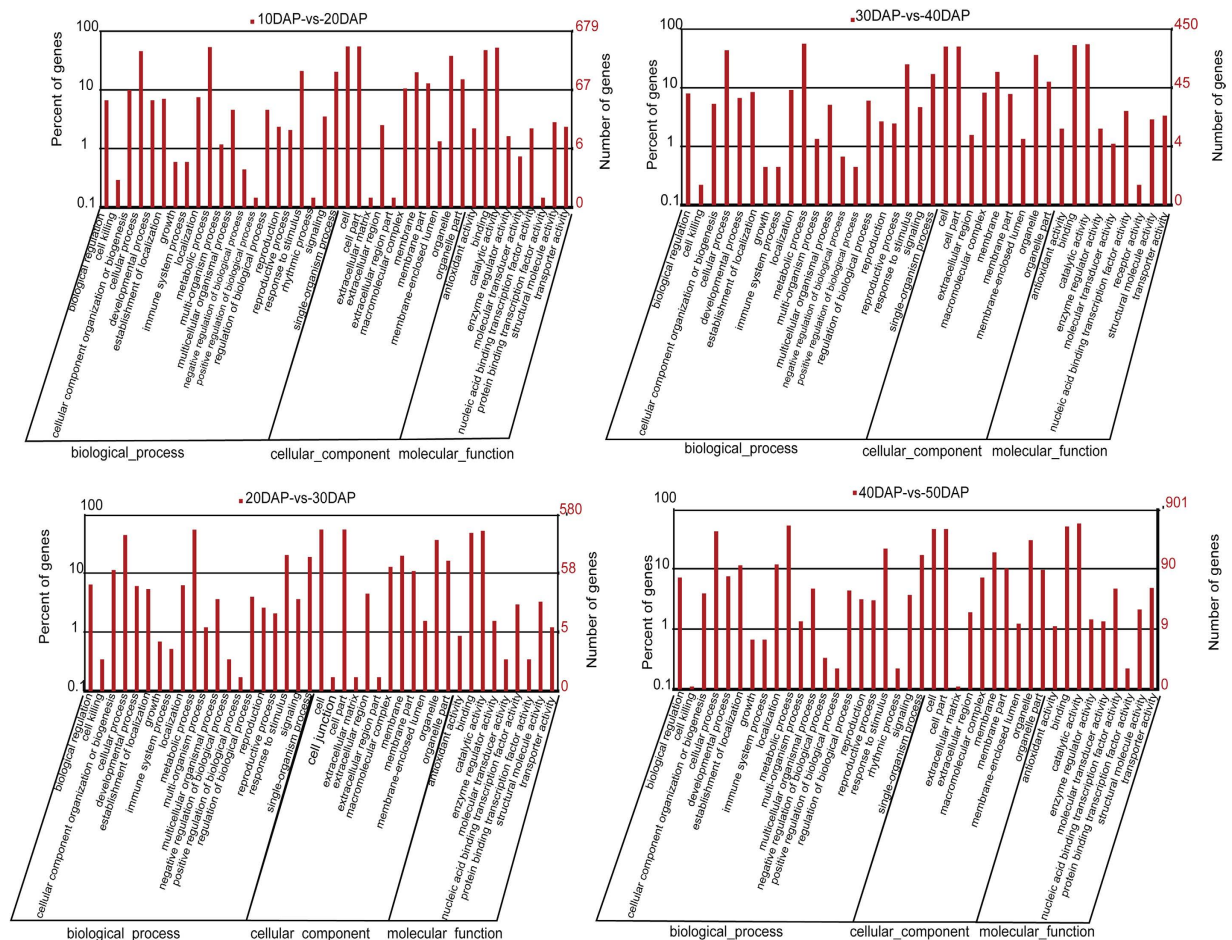 10DAP-vs-20DAP
Percent of genes
100
10
1
0.1
679
67
6
0
Number of genes
biological regulation
cell killing
cellular component organization or biogenesis
cellular process
developmental process
establishment of localization
growth
immune system process
localization
metabolic process
multi-organism process
multicellular organismal process
negative regulation of biological process
positive regulation of biological process
regulation of biological process
reproduction
reproductive process
response to stimulus
rhythmic process
signaling
single-organism process
cell
cell part
extracellular matrix
extracellular region
extracellular region part
macromolecular complex
membrane
membrane part
membrane-enclosed lumen
organelle
organelle part
antioxidant activity
binding
catalytic activity
enzyme regulator activity
molecular transducer activity
nucleic acid binding transcription factor activity
protein binding transcription factor activity
structural molecule activity
transporter activity
biological_process
cellular_component
molecular_function
30DAP-vs-40DAP
Percent of genes
100
10
1
0.1
450
45
4
0
Number of genes
biological regulation
cell killing
cellular component organization or biogenesis
cellular process
developmental process
establishment of localization
growth
immune system process
localization
metabolic process
multi-organism process
multicellular organismal process
negative regulation of biological process
positive regulation of biological process
regulation of biological process
reproduction
reproductive process
response to stimulus
signaling
single-organism process
cell
cell part
extracellular region
macromolecular complex
membrane
membrane part
membrane-enclosed lumen
organelle
organelle part
antioxidant activity
binding
catalytic activity
enzyme regulator activity
molecular transducer activity
nucleic acid binding transcription factor activity
receptor activity
structural molecule activity
transporter activity
biological_process
cellular_component
molecular_function
20DAP-vs-30DAP
Percent of genes
100
10
1
0.1
580
58
5
0
Number of genes
biological regulation
cell killing
cellular component organization or biogenesis
cellular process
developmental process
establishment of localization
growth
immune system process
localization
metabolic process
multi-organism process
multicellular organismal process
negative regulation of biological process
positive regulation of biological process
regulation of biological process
reproduction
reproductive process
response to stimulus
signaling
single-organism process
cell
cell junction
cell part
extracellular matrix
extracellular region
extracellular region part
macromolecular complex
membrane
membrane part
membrane-enclosed lumen
organelle
organelle part
antioxidant activity
binding
catalytic activity
enzyme regulator activity
molecular transducer activity
nucleic acid binding transcription factor activity
protein binding transcription factor activity
structural molecule activity
transporter activity
biological_process
cellular_component
molecular_function
40DAP-vs-50DAP
Percent of genes
100
10
1
0.1
901
90
9
0
Number of genes
biological regulation
cell killing
cellular component organization or biogenesis
cellular process
developmental process
establishment of localization
growth
immune system process
localization
metabolic process
multi-organism process
multicellular organismal process
negative regulation of biological process
positive regulation of biological process
regulation of biological process
reproduction
reproductive process
response to stimulus
rhythmic process
signaling
single-organism process
cell
cell part
extracellular matrix
extracellular region
macromolecular complex
membrane
membrane part
membrane-enclosed lumen
organelle
organelle part
antioxidant activity
binding
catalytic activity
enzyme regulator activity
molecular transducer activity
nucleic acid binding transcription factor activity
protein binding transcription factor activity
structural molecule activity
transporter activity
biological_process
cellular_component
molecular_function